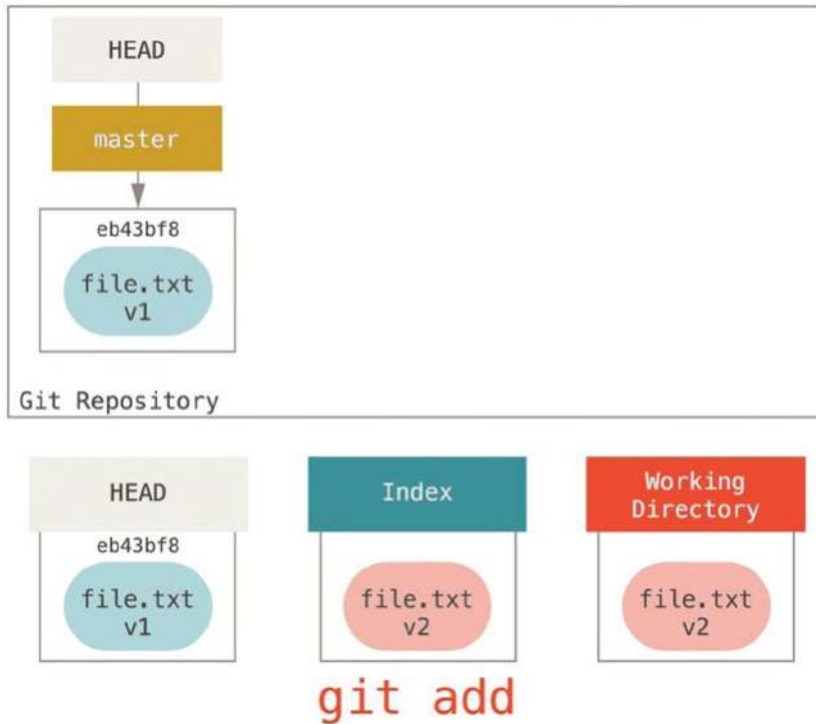 HEAD
master
eb43bf8
file.txt
v1
Git Repository
HEAD
Index
Working
Directory
eb43bf8
file.txt
v1
file.txt
v2
file.txt
v2
git add